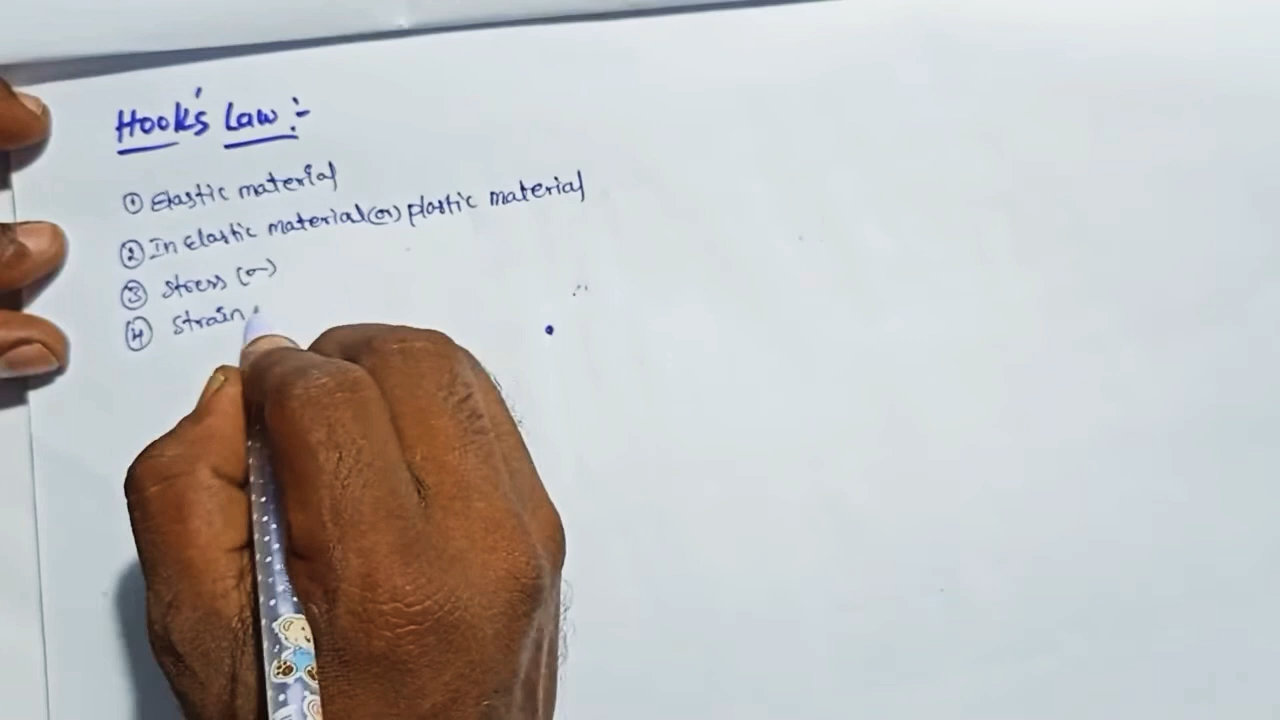 Hook's Law :-
① Elastic material
② In Elastic material (or) plastic material
③ Stress (σ)
④ Strain